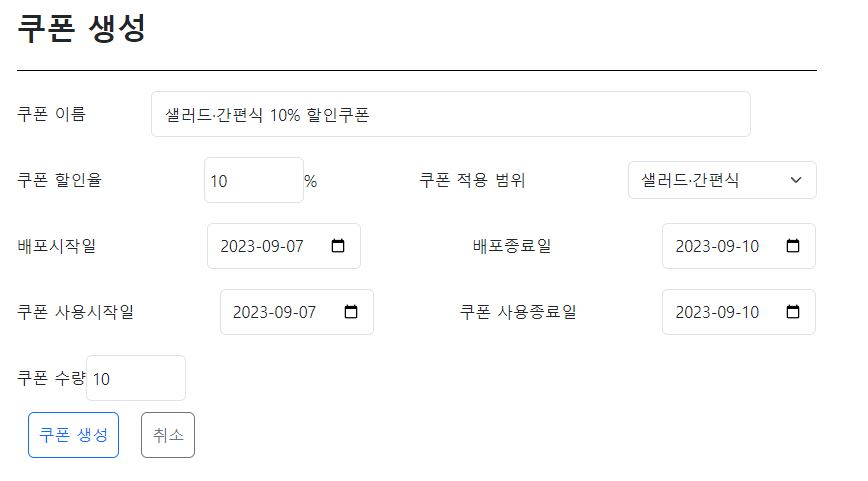 쿠폰 생성
쿠폰 이름 샐러드·간편식 10% 할인쿠폰
쿠폰 할인율 10 % 쿠폰 적용 범위 샐러드·간편식
배포시작일 2023-09-07 배포종료일 2023-09-10
쿠폰 사용시작일 2023-09-07 쿠폰 사용종료일 2023-09-10
쿠폰 수량 10
쿠폰 생성 취소